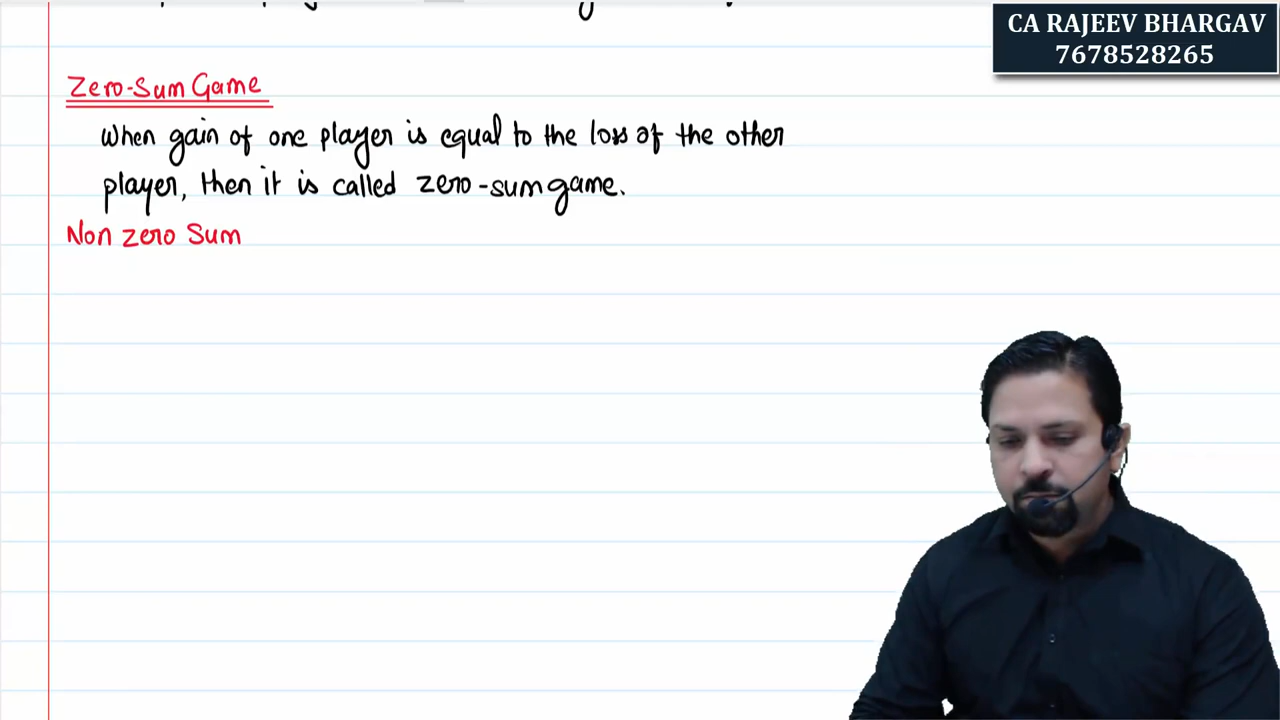 CA RAJEEV BHARGAV
7678528265
Zero-Sum Game
When gain of one player is equal to the loss of the other
player, then it is called zero-sum game.
Non zero Sum